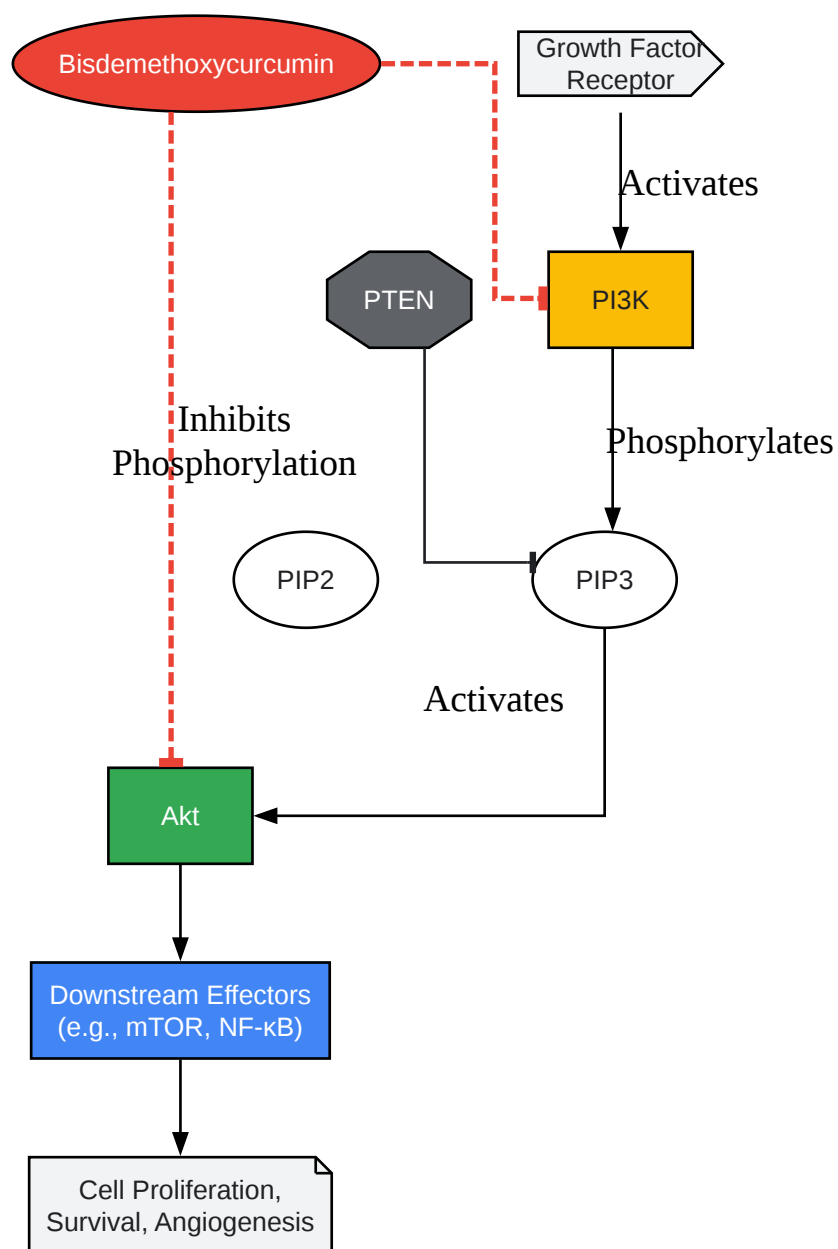 Bisdemethoxycurcumin
Growth Factor
Receptor
Activates
PTEN
PI3K
Inhibits
Phosphorylation
Phosphorylates
PIP2
PIP3
Activates
Akt
Downstream Effectors
(e.g., mTOR, NF-κB)
Cell Proliferation,
Survival, Angiogenesis